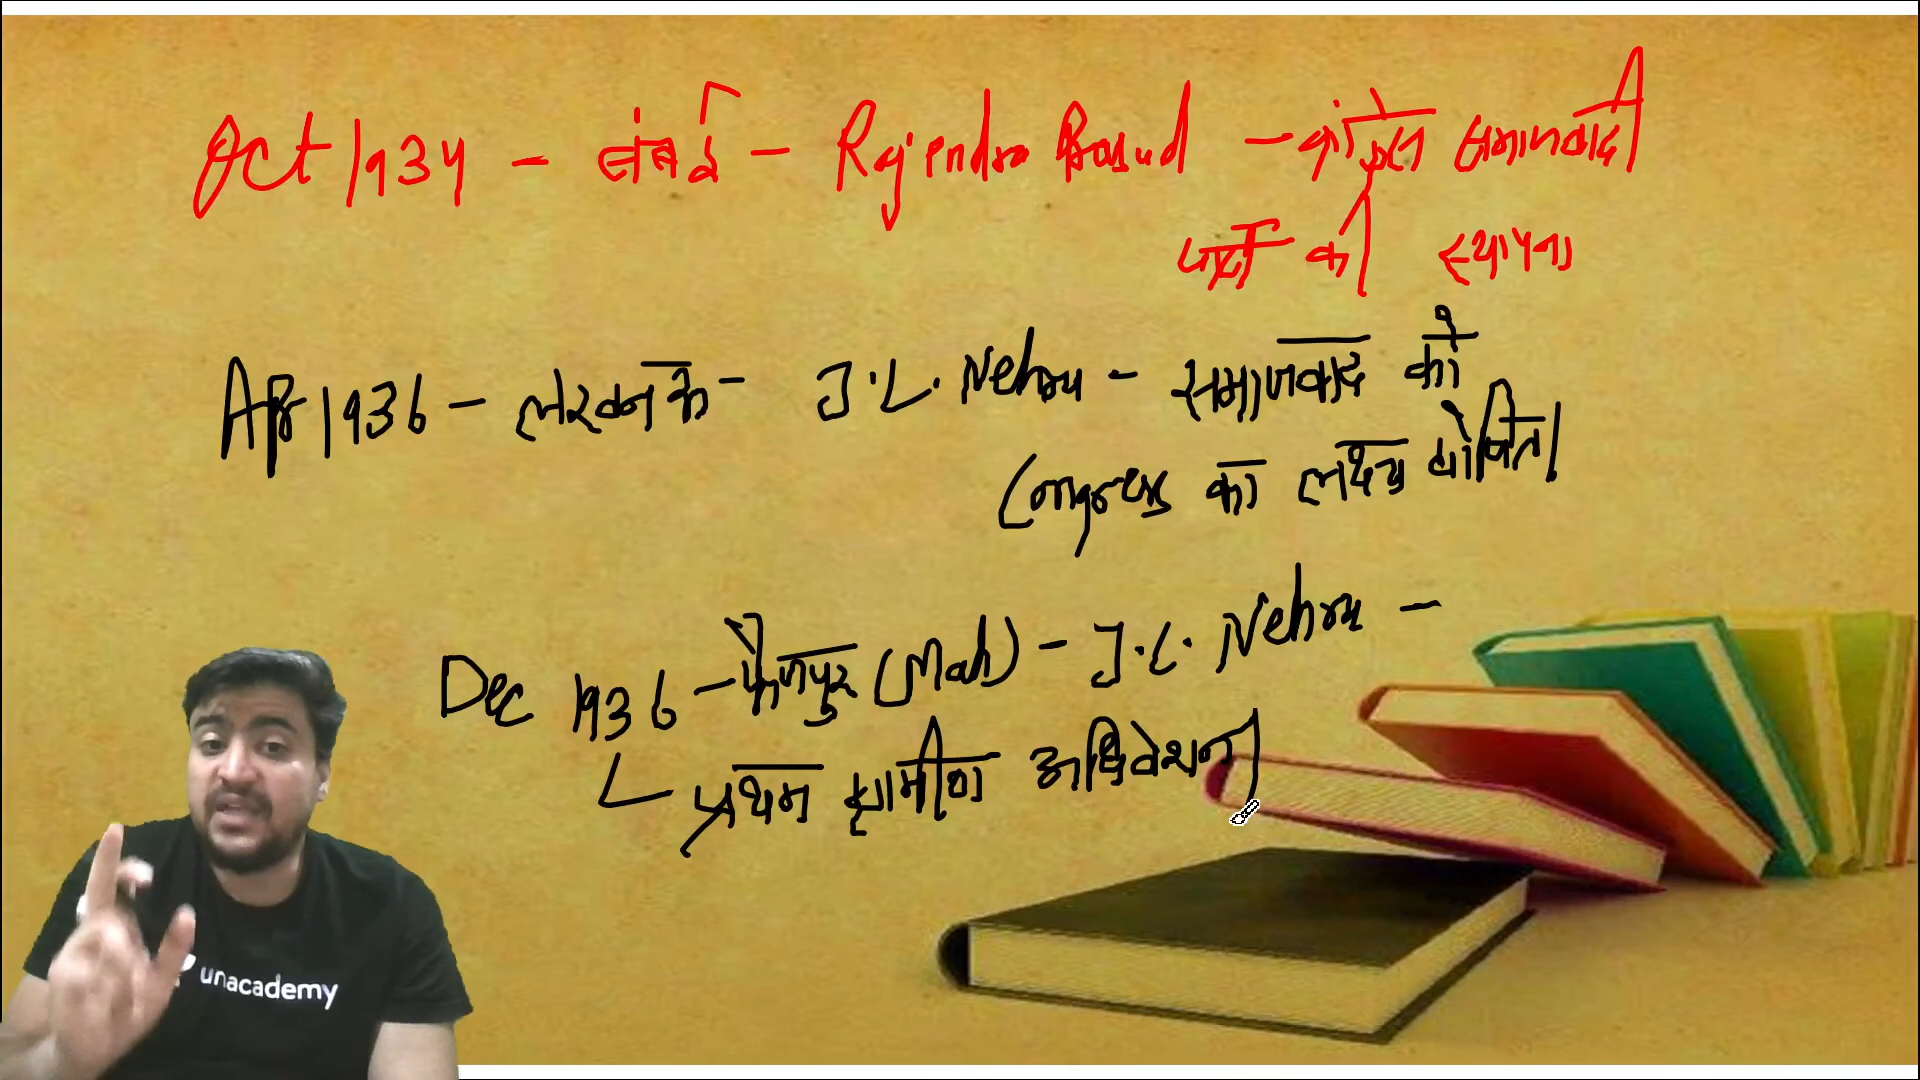 Oct 1934 - बंबई - Rajendra Prasad - कांग्रेस समाजवादी
पार्टी की स्थापना
Apr 1936 - लखनऊ - J.L. Nehru - समाजवाद को
Congress का लक्ष्य घोषित।
Dec 1936 - फैजपुर (Mah) - J.L. Nehru -
प्रथम ग्रामीण अधिवेशन।
unacademy